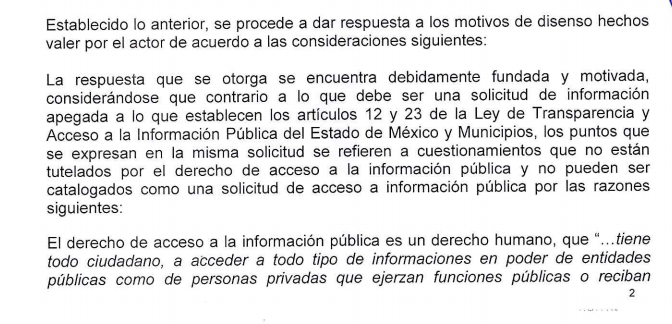 Establecido lo anterior, se procede a dar respuesta a los motivos de disenso hechos
valer por el actor de acuerdo a las consideraciones siguientes:
La respuesta que se otorga se encuentra debidamente fundada y motivada,
considerándose que contrario a lo que debe ser una solicitud de información
apegada a lo que establecen los artículos 12 y 23 de la Ley de Transparencia y
Acceso a la Información Pública del Estado de México y Municipios, los puntos que
se expresan en la misma solicitud se refieren a cuestionamientos que no están
tutelados por el derecho de acceso a la información pública y no pueden ser
catalogados como una solicitud de acceso a información pública por las razones
siguientes:
El derecho de acceso a la información pública es un derecho humano, que “...tiene
todo ciudadano, a acceder a todo tipo de informaciones en poder de entidades
públicas como de personas privadas que ejerzan funciones públicas o reciban
2